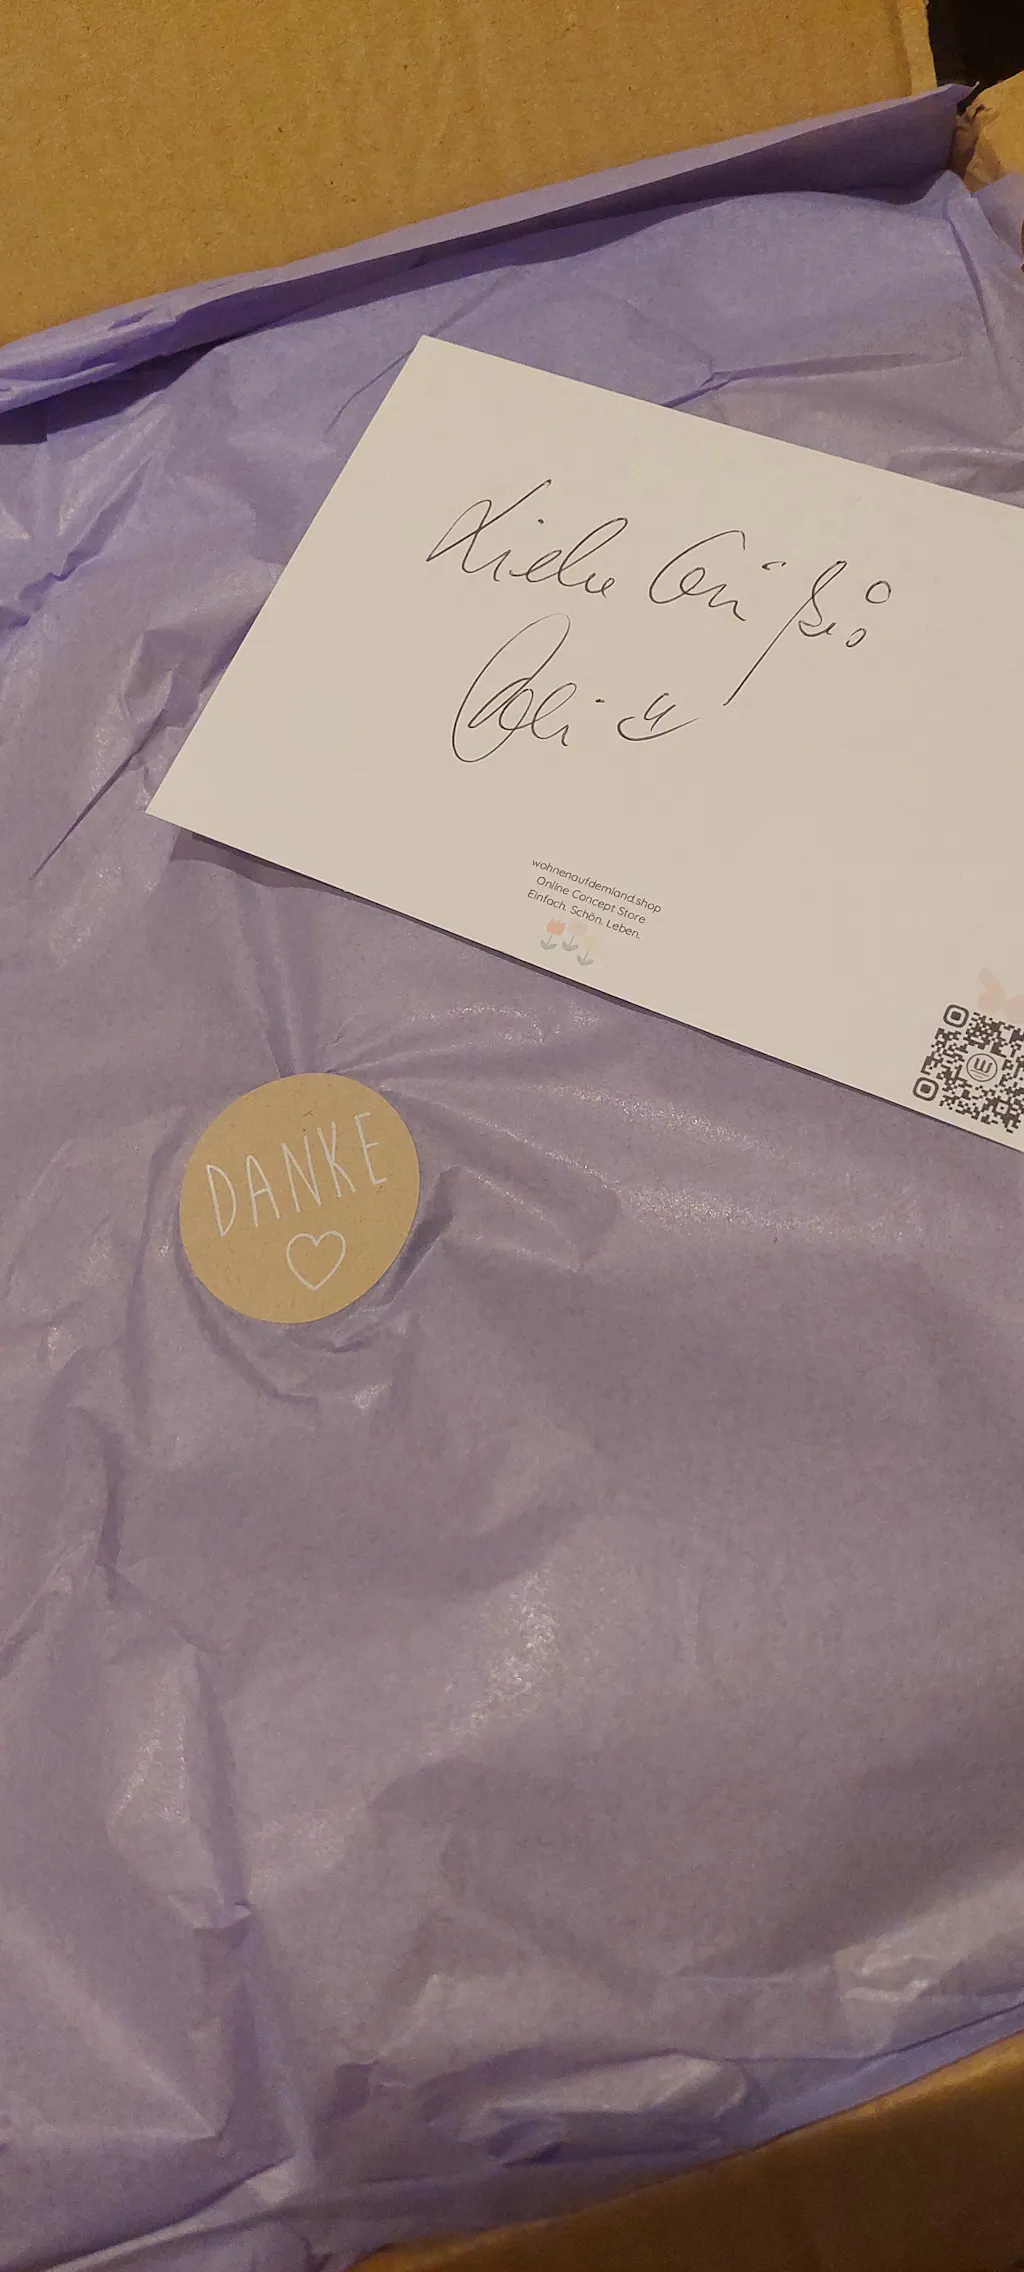 Liebe Grüße
wohnenaufdemland.shop
Online Concept Store
Einfach. Schön. Leben.
W
DANKE